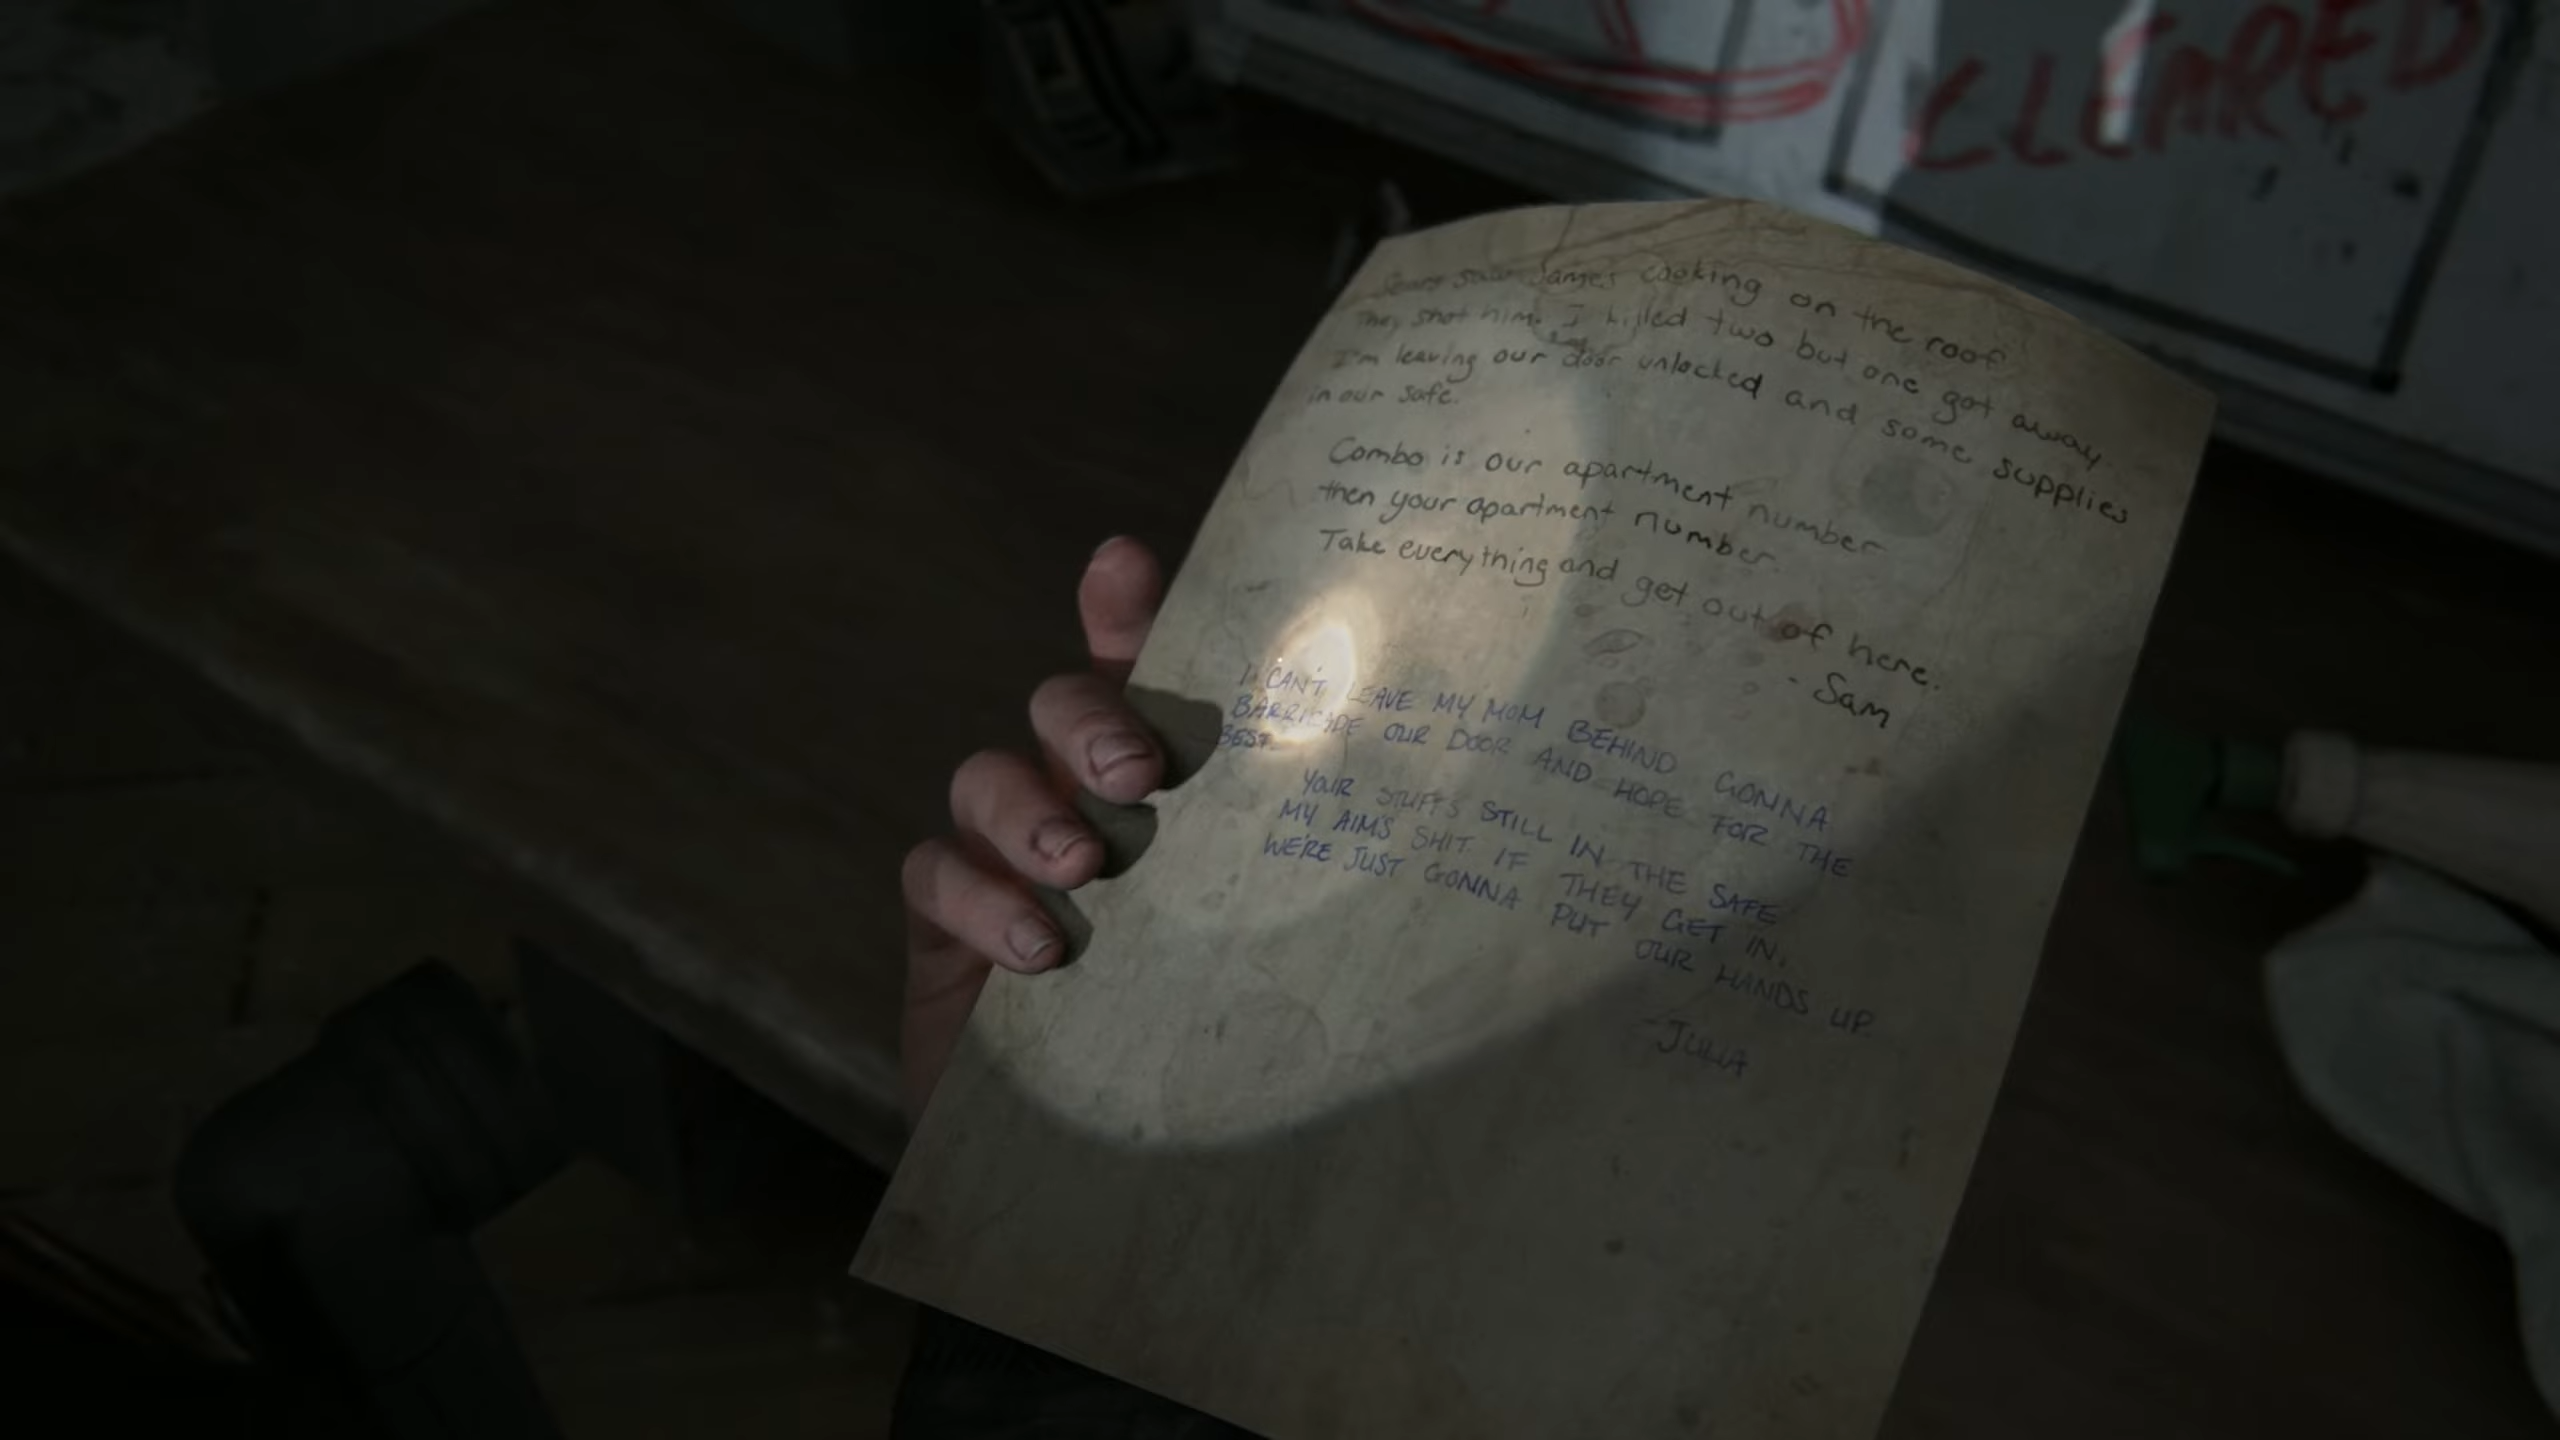 CLEARED
Scars saw James cooking on the roof.
They shot him. I killed two but one got away.
I'm leaving our door unlocked and some supplies
in our safe.
Combo is our apartment number
then your apartment number.
Take everything and get out of here.
- Sam
I CAN'T LEAVE MY MOM BEHIND GONNA
BARRICADE OUR DOOR AND HOPE FOR THE
BEST.
YOUR STUFF'S STILL IN THE SAFE
MY AIM'S SHIT. IF THEY GET IN,
WE'RE JUST GONNA PUT OUR HANDS UP.
-JULIA